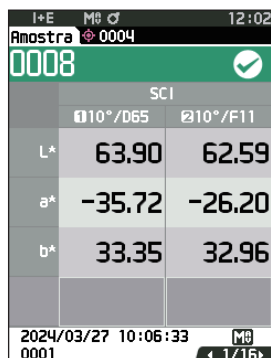 I+E M0 12:02
Amostra 0004
0008
SCI
1 10°/D65 2 10°/F11
L* 63.90 62.59
a* -35.72 -26.20
b* 33.35 32.96
2024/03/27 10:06:33 M0
0001 1/16